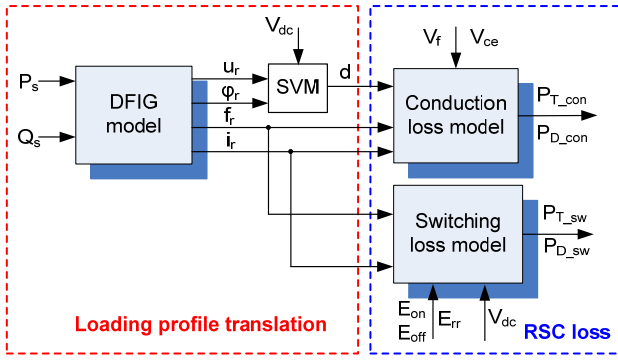 V_dc
V_f
V_ce
P_s
Q_s
DFIG
model
u_r
φ_r
f_r
i_r
SVM
d
Conduction
loss model
P_T_con
P_D_con
Switching
loss model
P_T_sw
P_D_sw
E_on
E_off
E_rr
V_dc
Loading profile translation
RSC loss